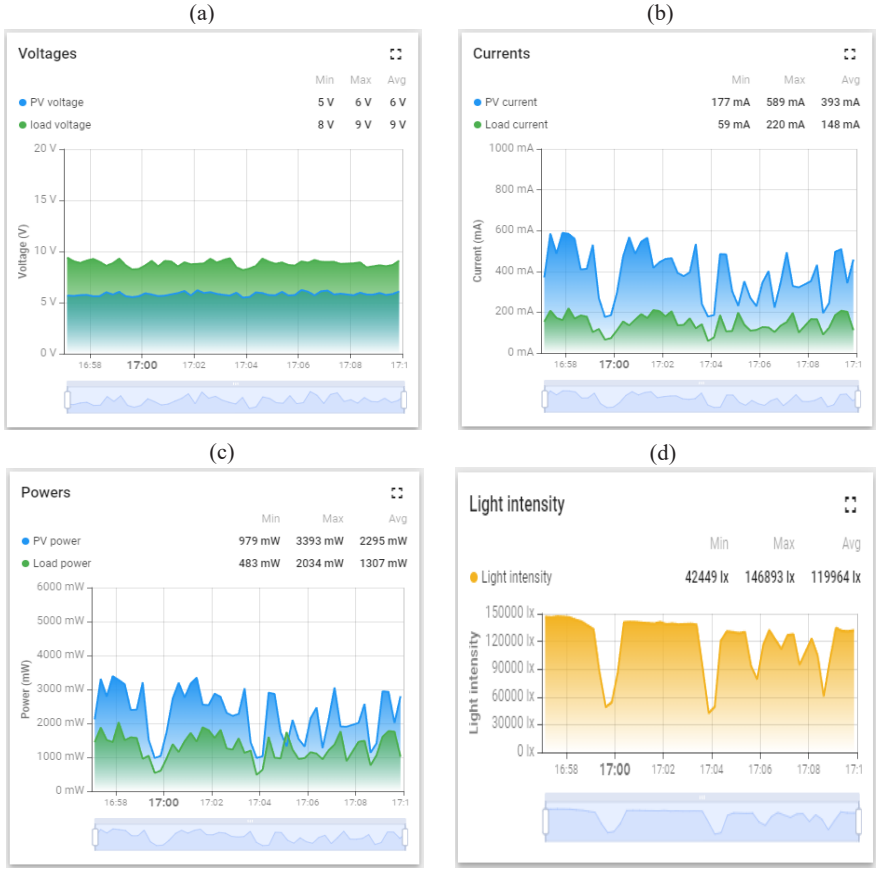 (a)
Voltages
Min Max Avg
PV voltage 5 V 6 V 6 V
load voltage 8 V 9 V 9 V
20 V
15 V
10 V
5 V
0 V
Voltage (V)
16:58 17:00 17:02 17:04 17:06 17:08 17:1
(b)
Currents
Min Max Avg
PV current 177 mA 589 mA 393 mA
Load current 59 mA 220 mA 148 mA
1000 mA
800 mA
600 mA
400 mA
200 mA
0 mA
Current (mA)
16:58 17:00 17:02 17:04 17:06 17:08 17:1
(c)
Powers
Min Max Avg
PV power 979 mW 3393 mW 2295 mW
Load power 483 mW 2034 mW 1307 mW
6000 mW
5000 mW
4000 mW
3000 mW
2000 mW
1000 mW
0 mW
Power (mW)
16:58 17:00 17:02 17:04 17:06 17:08 17:1
(d)
Light intensity
Min Max Avg
Light intensity 42449 lx 146893 lx 119964 lx
150000 lx
120000 lx
90000 lx
60000 lx
30000 lx
0 lx
Light intensity
16:58 17:00 17:02 17:04 17:06 17:08 17:1